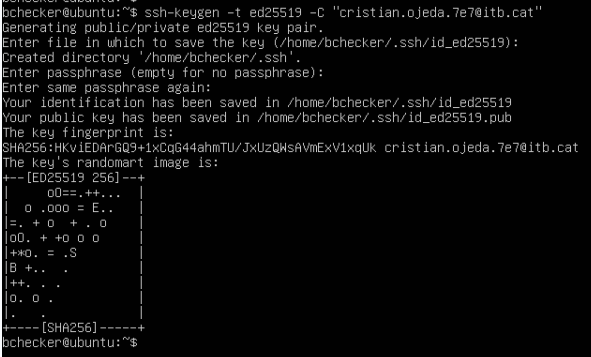 bchecker@ubuntu:~$ ssh-keygen -t ed25519 -C "cristian.ojeda.7e7@itb.cat"
Generating public/private ed25519 key pair.
Enter file in which to save the key (/home/bchecker/.ssh/id_ed25519):
Created directory '/home/bchecker/.ssh'.
Enter passphrase (empty for no passphrase):
Enter same passphrase again:
Your identification has been saved in /home/bchecker/.ssh/id_ed25519
Your public key has been saved in /home/bchecker/.ssh/id_ed25519.pub
The key fingerprint is:
SHA256:HKviEDArGQ9+1xCqG44ahmTU/JxUzQWsAVmExV1xqUk cristian.ojeda.7e7@itb.cat
The key's randomart image is:
+--[ED25519 256]--+
|     oO==.++...  |
|  o .ooo = E..   |
|=. + o  + . o    |
|oO. + +o o o     |
|+*o. = .S        |
|B +..  .         |
|++. . .          |
|o. o .           |
|.   .            |
+----[SHA256]-----+
bchecker@ubuntu:~$